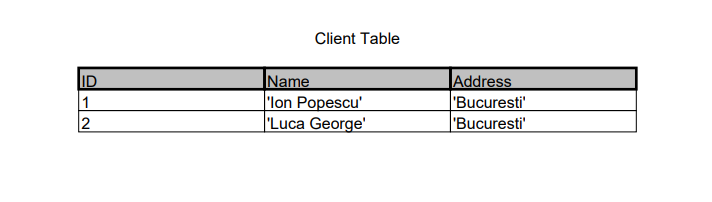 Client Table
ID Name Address
1 'Ion Popescu' 'Bucuresti'
2 'Luca George' 'Bucuresti'